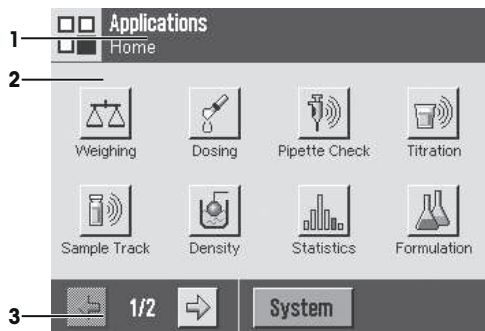 Applications
1
Home
2
Weighing Dosing Pipette Check Titration
Sample Track Density Statistics Formulation
3 1/2 System